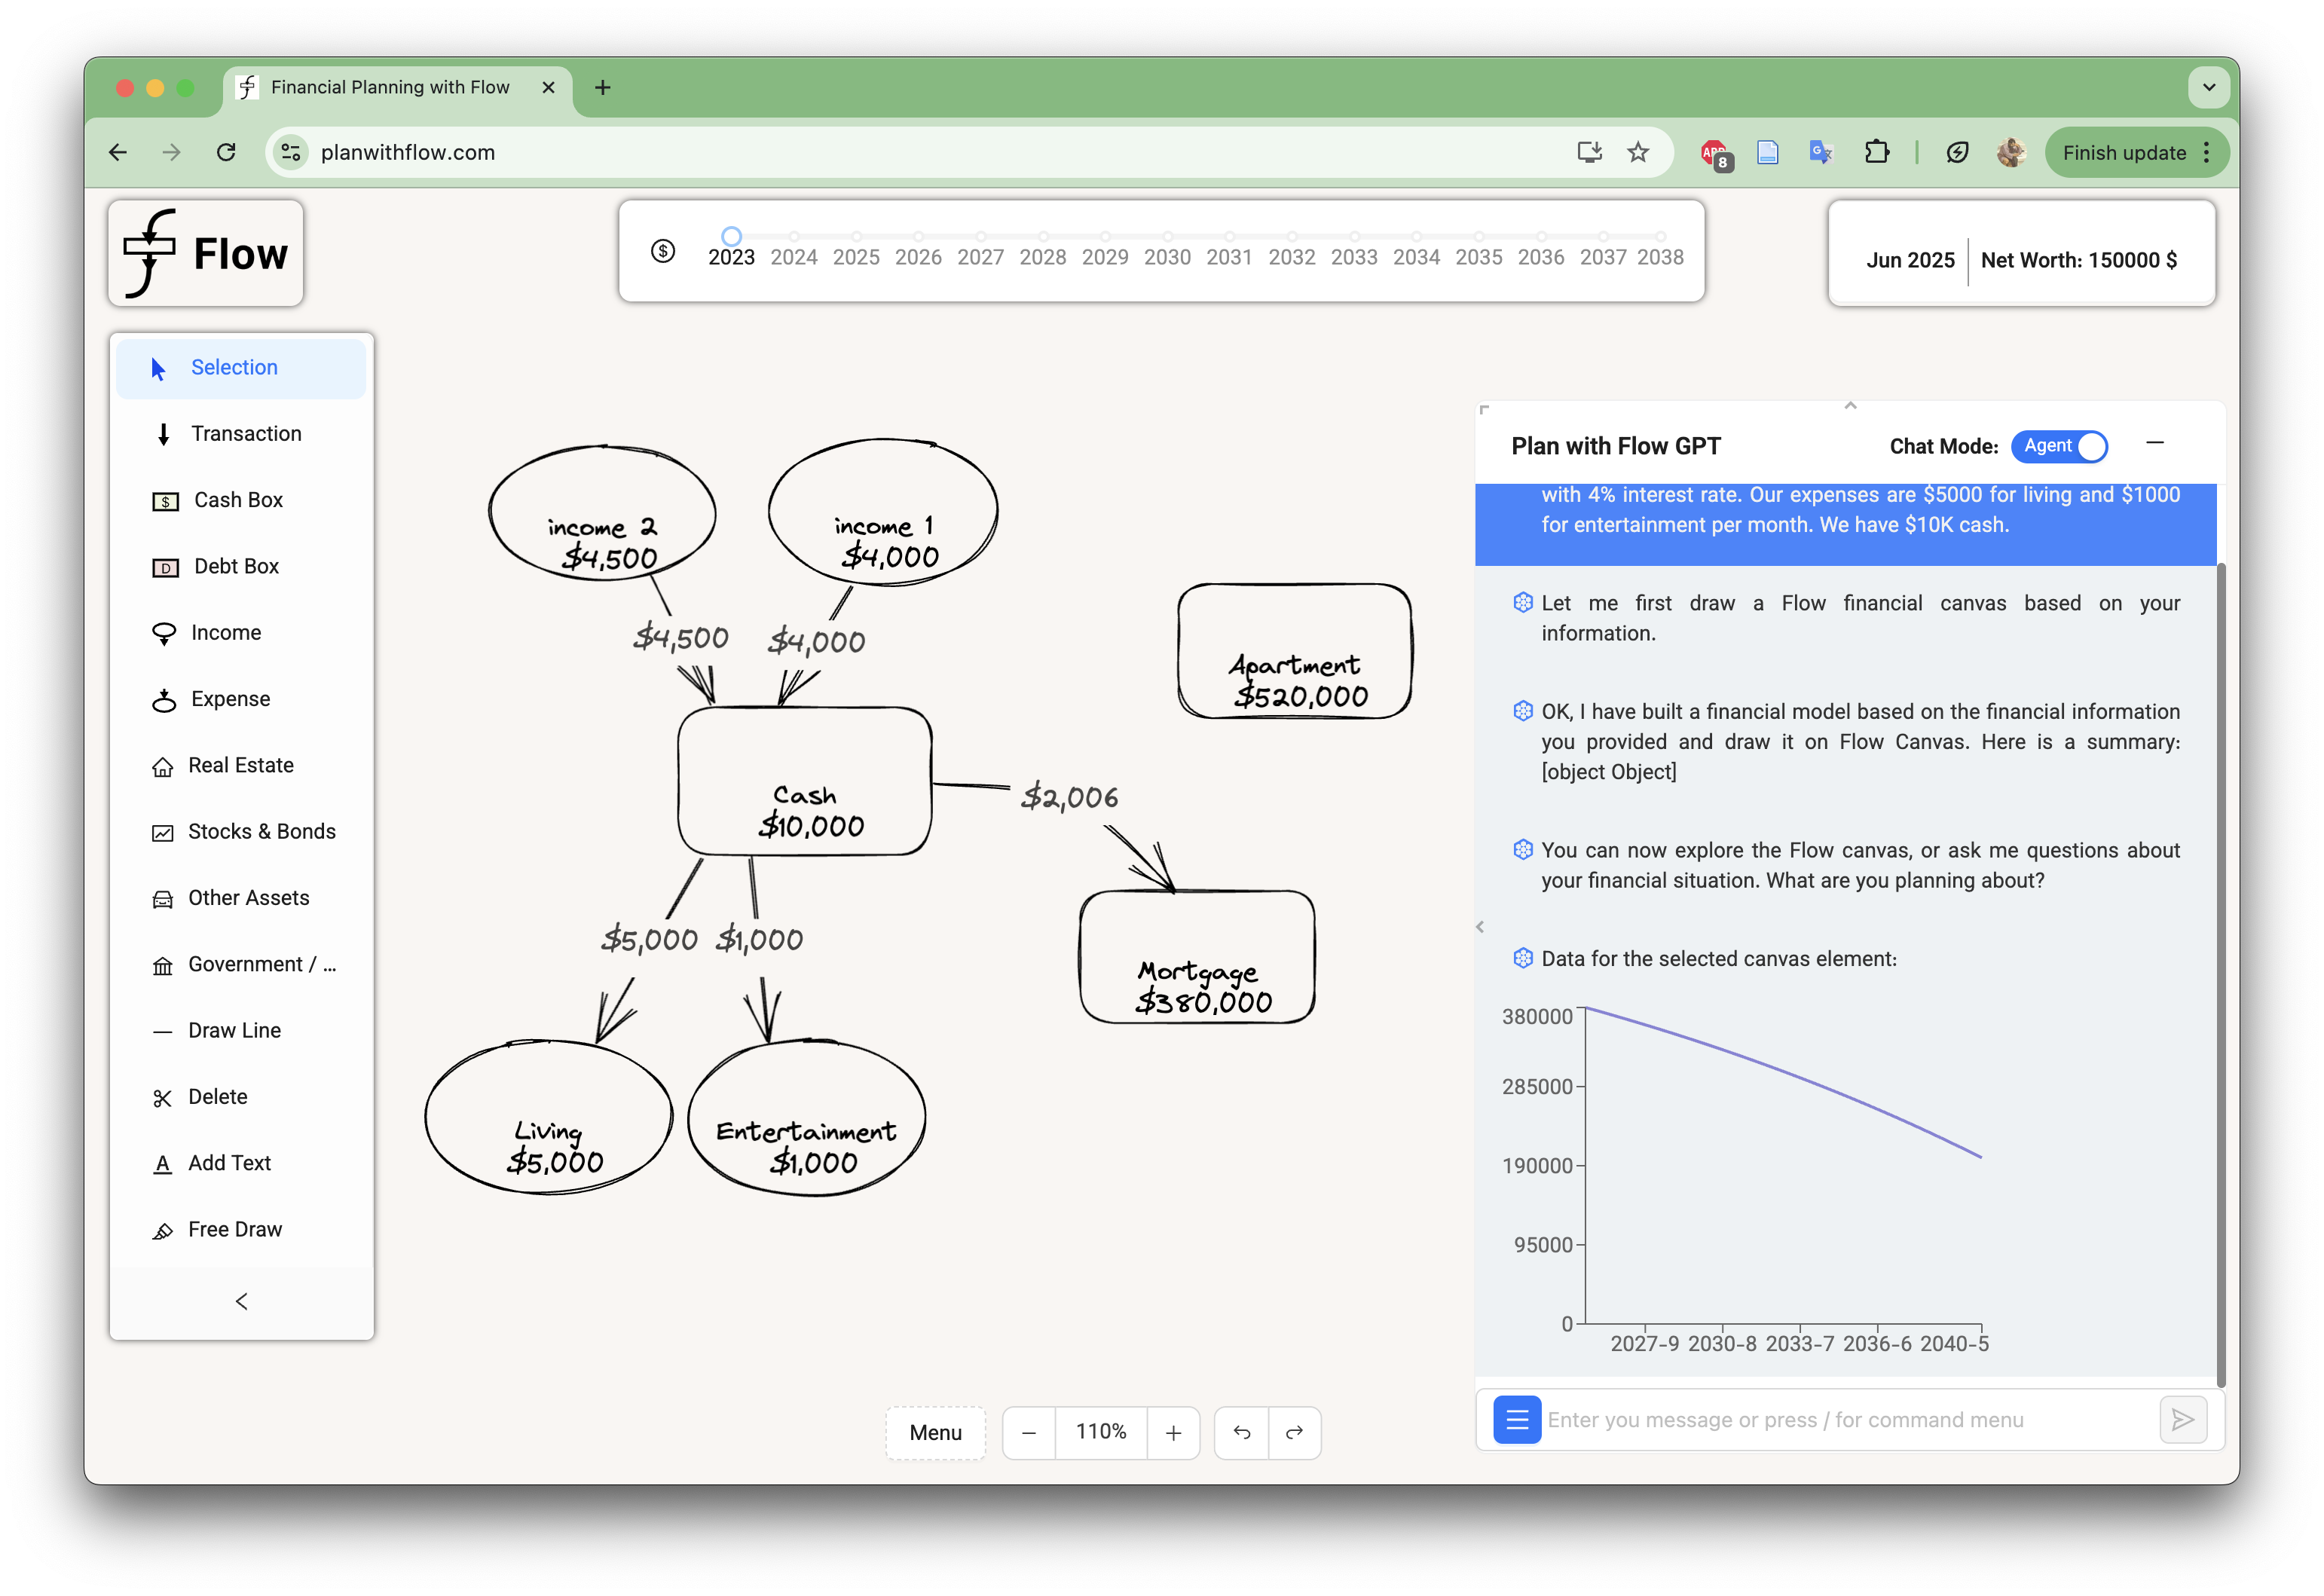 Financial Planning with Flow
planwithflow.com
8
Finish update
Flow
2023 2024 2025 2026 2027 2028 2029 2030 2031 2032 2033 2034 2035 2036 2037 2038
Jun 2025 Net Worth: 150000 $
Selection
Transaction
$ Cash Box
D Debt Box
Income
Expense
Real Estate
Stocks & Bonds
Other Assets
Government / ...
Draw Line
Delete
A Add Text
Free Draw
income 2
$4,500
income 1
$4,000
$4,500
$4,000
Apartment
$520,000
Cash
$10,000
$2,006
Mortgage
$380,000
$5,000
$1,000
Living
$5,000
Entertainment
$1,000
Menu
110%
Plan with Flow GPT
Chat Mode: Agent
with 4% interest rate. Our expenses are $5000 for living and $1000
for entertainment per month. We have $10K cash.
Let me first draw a Flow financial canvas based on your
information.
OK, I have built a financial model based on the financial information
you provided and draw it on Flow Canvas. Here is a summary:
[object Object]
You can now explore the Flow canvas, or ask me questions about
your financial situation. What are you planning about?
Data for the selected canvas element:
380000
285000
190000
95000
0
2027-9 2030-8 2033-7 2036-6 2040-5
Enter you message or press / for command menu